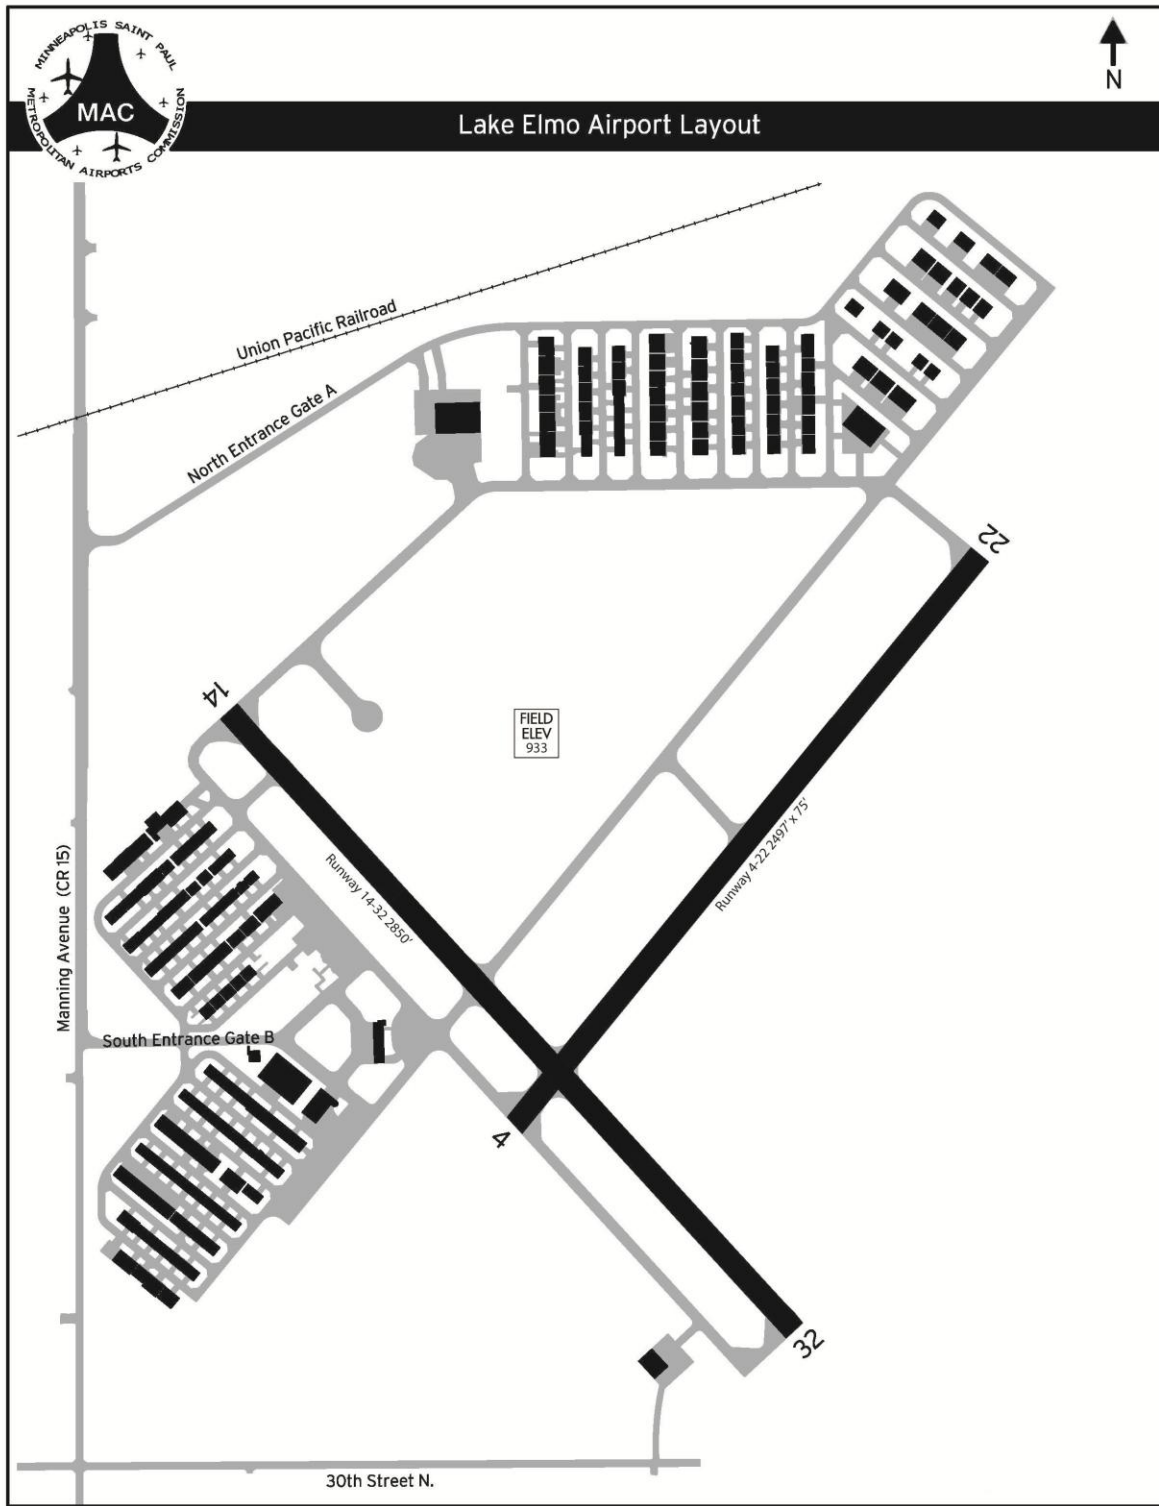 MINNEAPOLIS SAINT PAUL
METROPOLITAN AIRPORTS COMMISSION
MAC
N
Lake Elmo Airport Layout
Union Pacific Railroad
North Entrance Gate A
22
14
FIELD
ELEV
933
Runway 4-22 2497' x 75'
Runway 14-32 2850'
Manning Avenue (CR 15)
South Entrance Gate B
4
32
30th Street N.